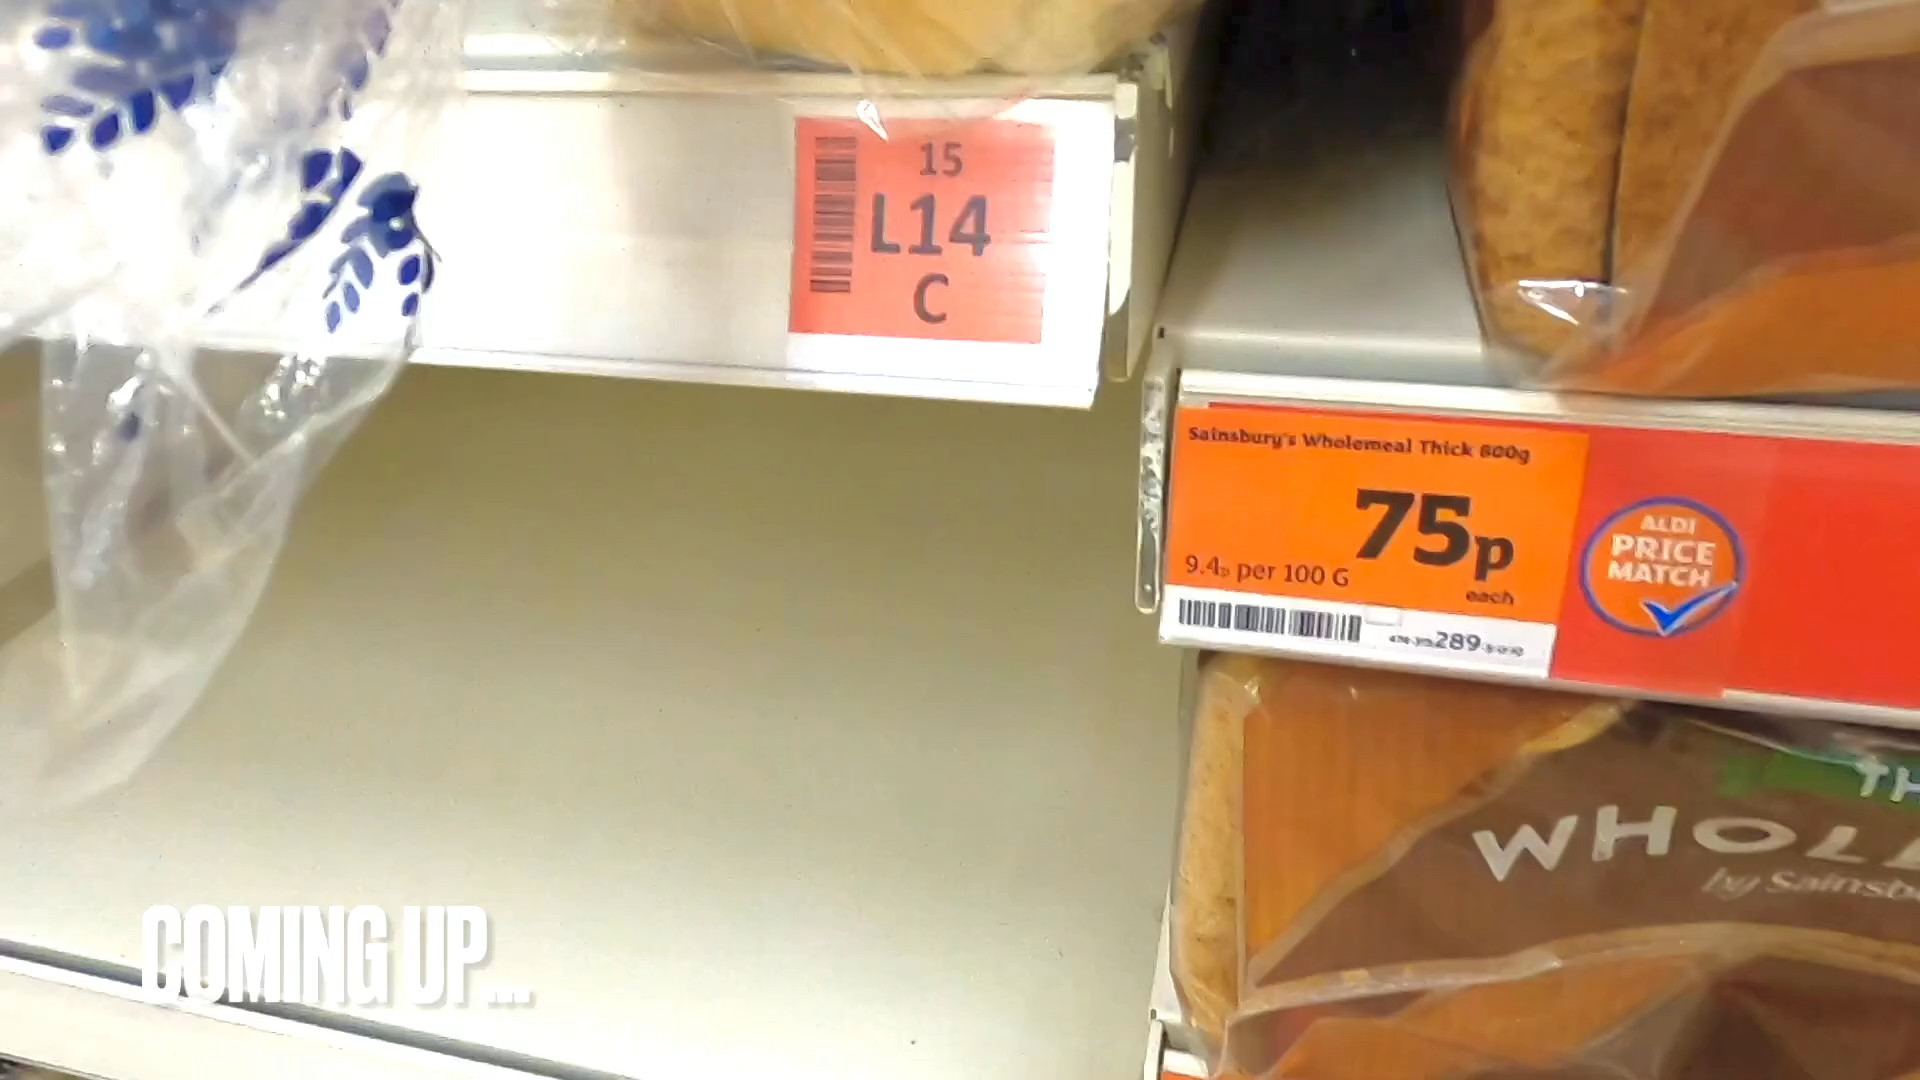 15
L14
C
Sainsbury's Wholemeal Thick 800g
75p
9.4p per 100 G
each
289
ALDI
PRICE
MATCH
TH
WHOL
by Sainsb
COMING UP...